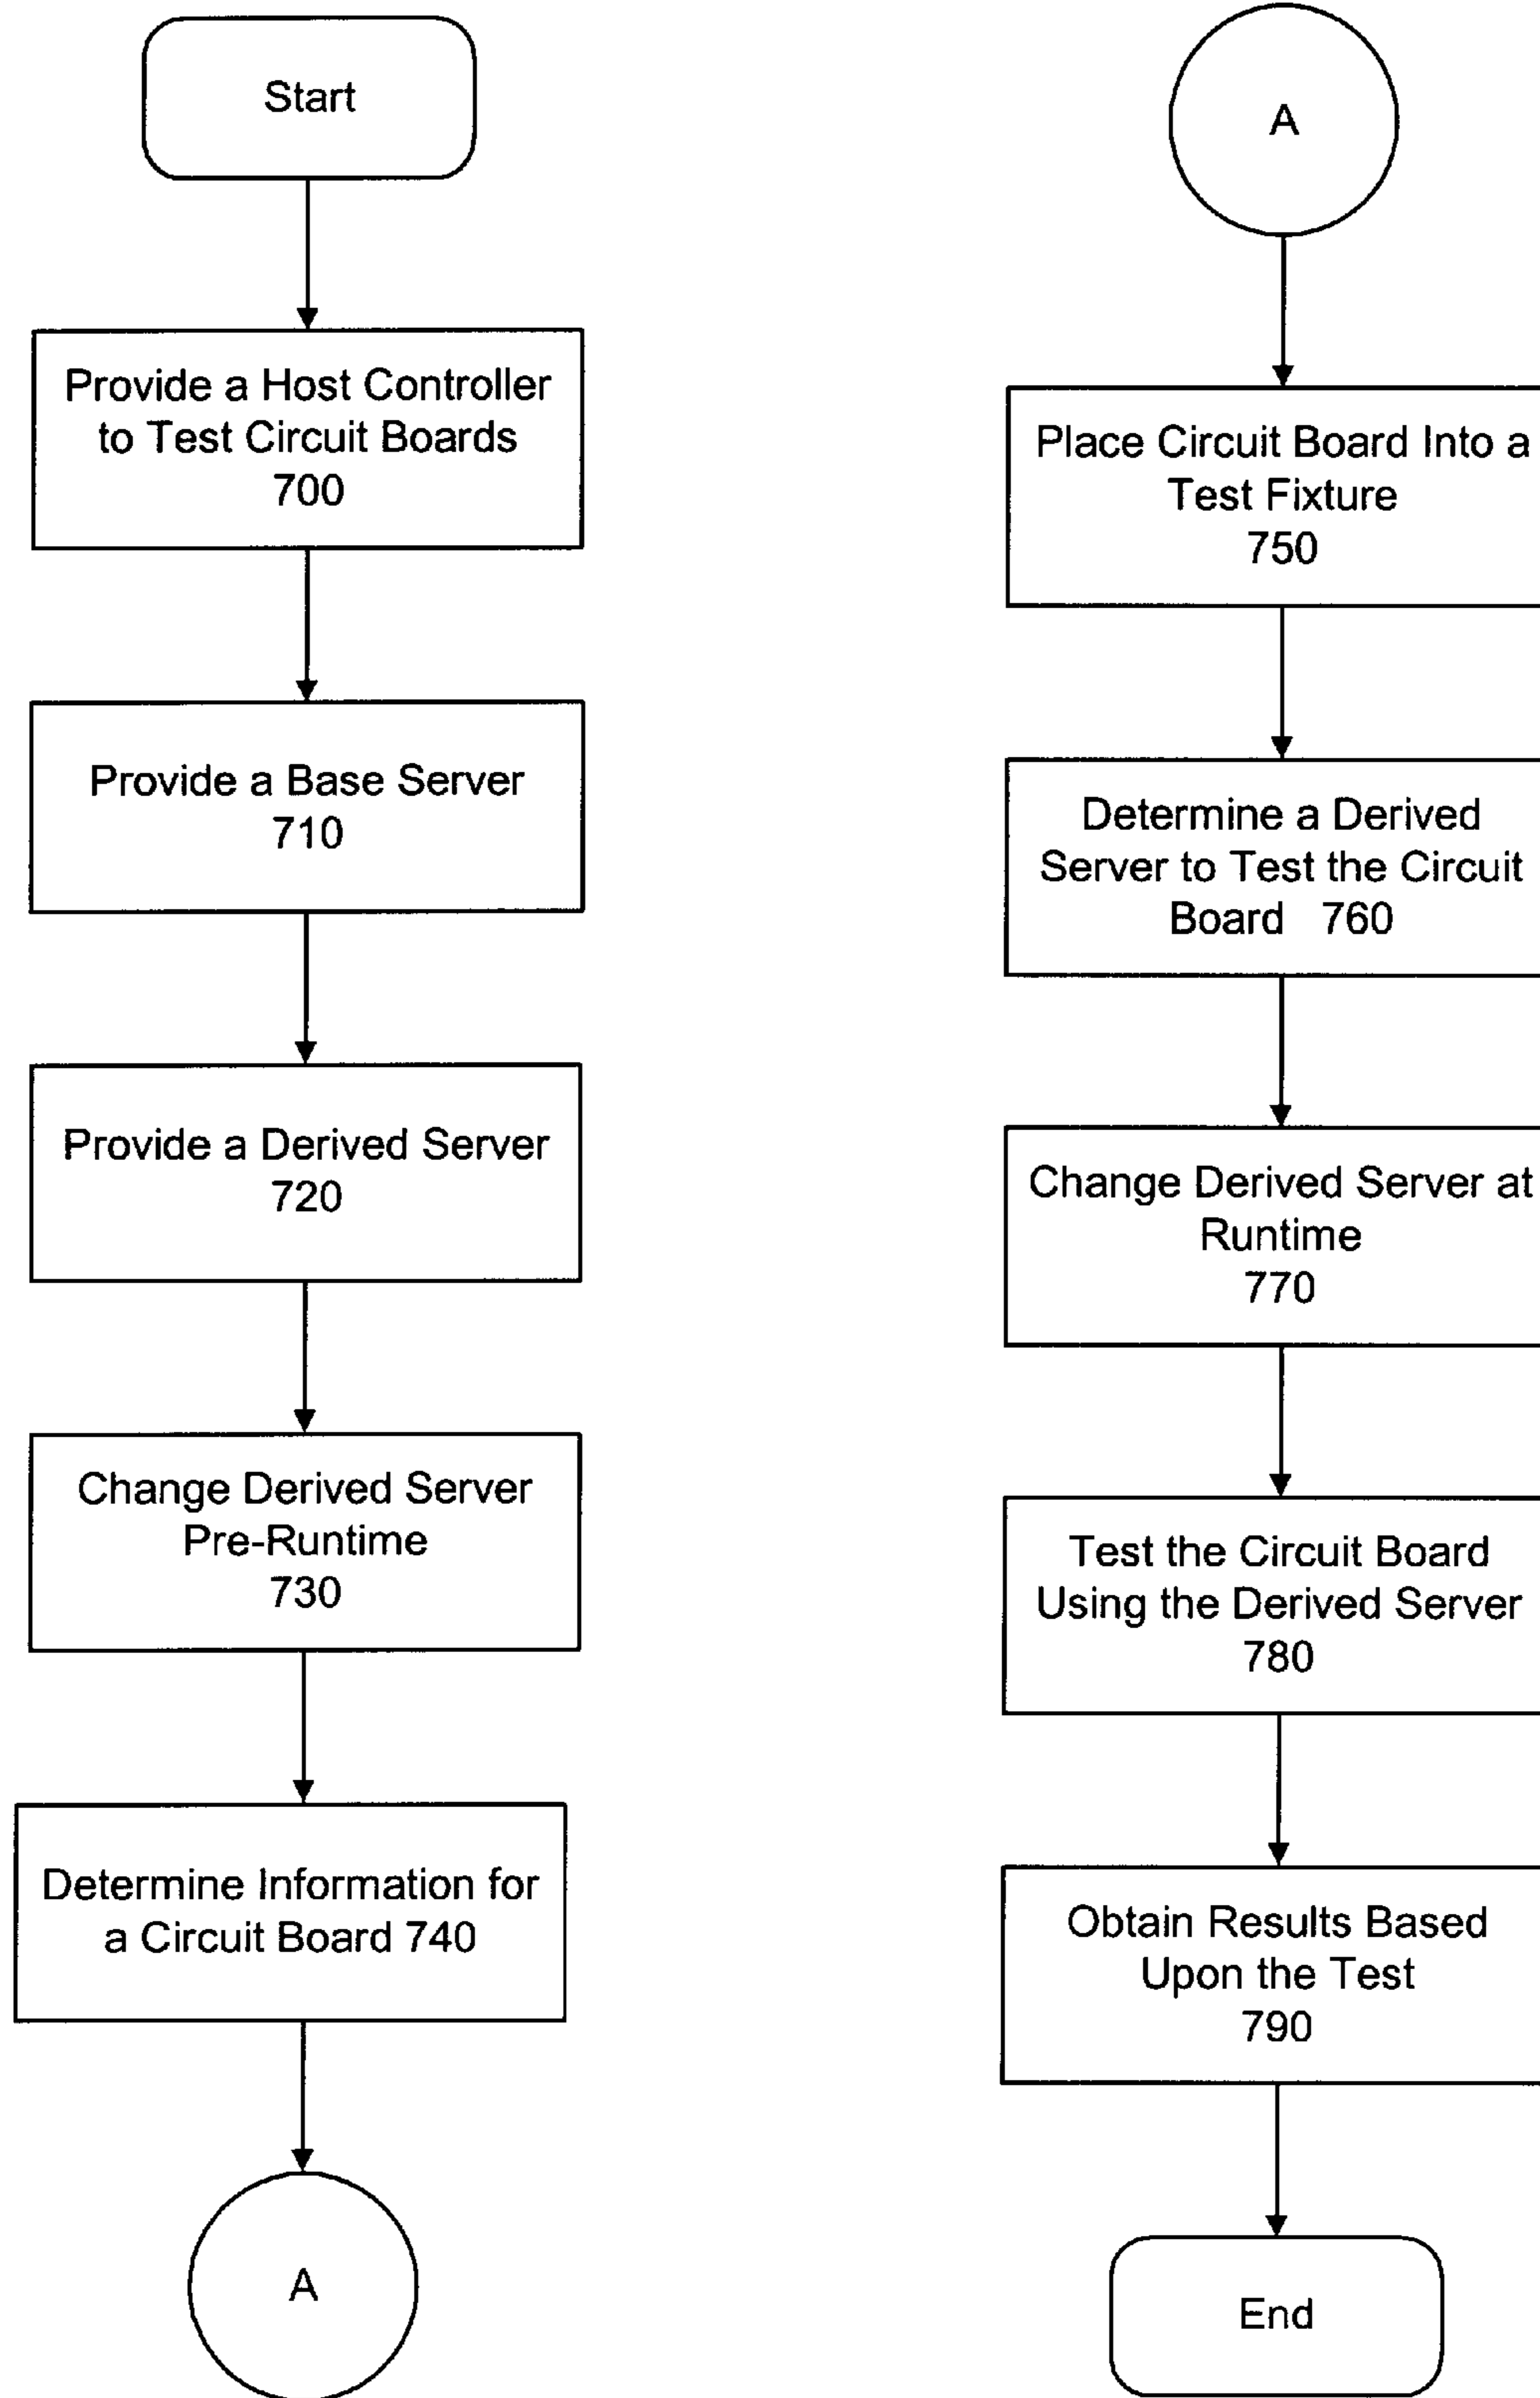 Start
Provide a Host Controller
to Test Circuit Boards
700
Provide a Base Server
710
Provide a Derived Server
720
Change Derived Server
Pre-Runtime
730
Determine Information for
a Circuit Board 740
A
A
Place Circuit Board Into a
Test Fixture
750
Determine a Derived
Server to Test the Circuit
Board 760
Change Derived Server at
Runtime
770
Test the Circuit Board
Using the Derived Server
780
Obtain Results Based
Upon the Test
790
End